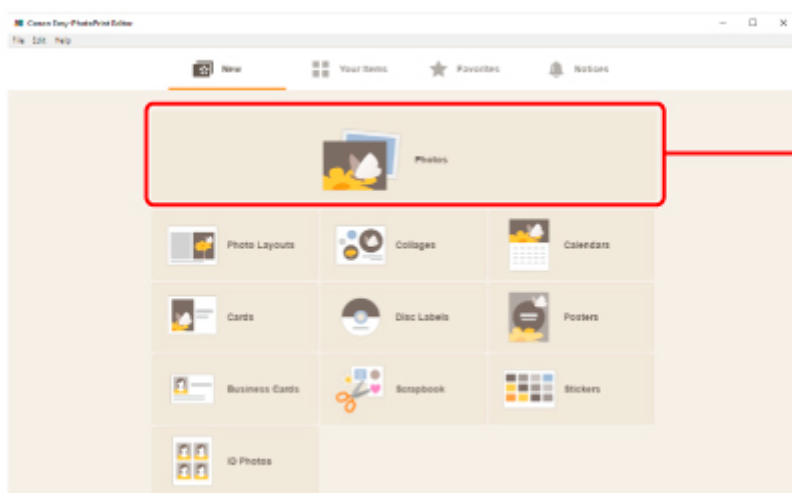 Canon Easy-PhotoPrint Editor
File Edit Help
New Your Items Favorites Notices
Photos
Photo Layouts Collages Calendars
Cards Disc Labels Posters
Business Cards Scrapbook Stickers
ID Photos